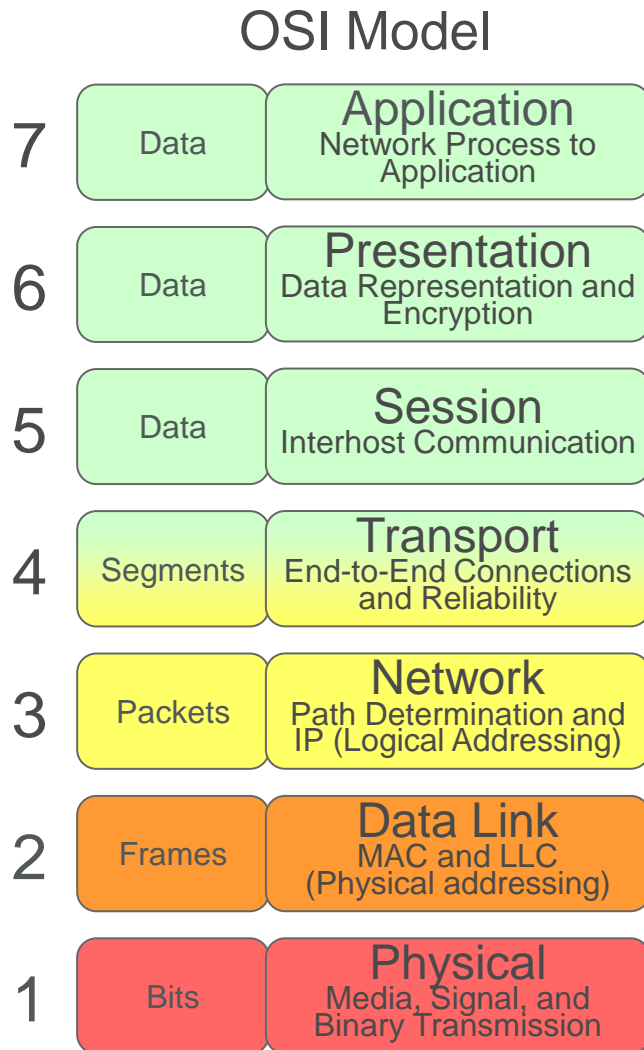 OSI Model
7
Data
Application
Network Process to
Application
6
Data
Presentation
Data Representation and
Encryption
5
Data
Session
Interhost Communication
4
Segments
Transport
End-to-End Connections
and Reliability
3
Packets
Network
Path Determination and
IP (Logical Addressing)
2
Frames
Data Link
MAC and LLC
(Physical addressing)
1
Bits
Physical
Media, Signal, and
Binary Transmission